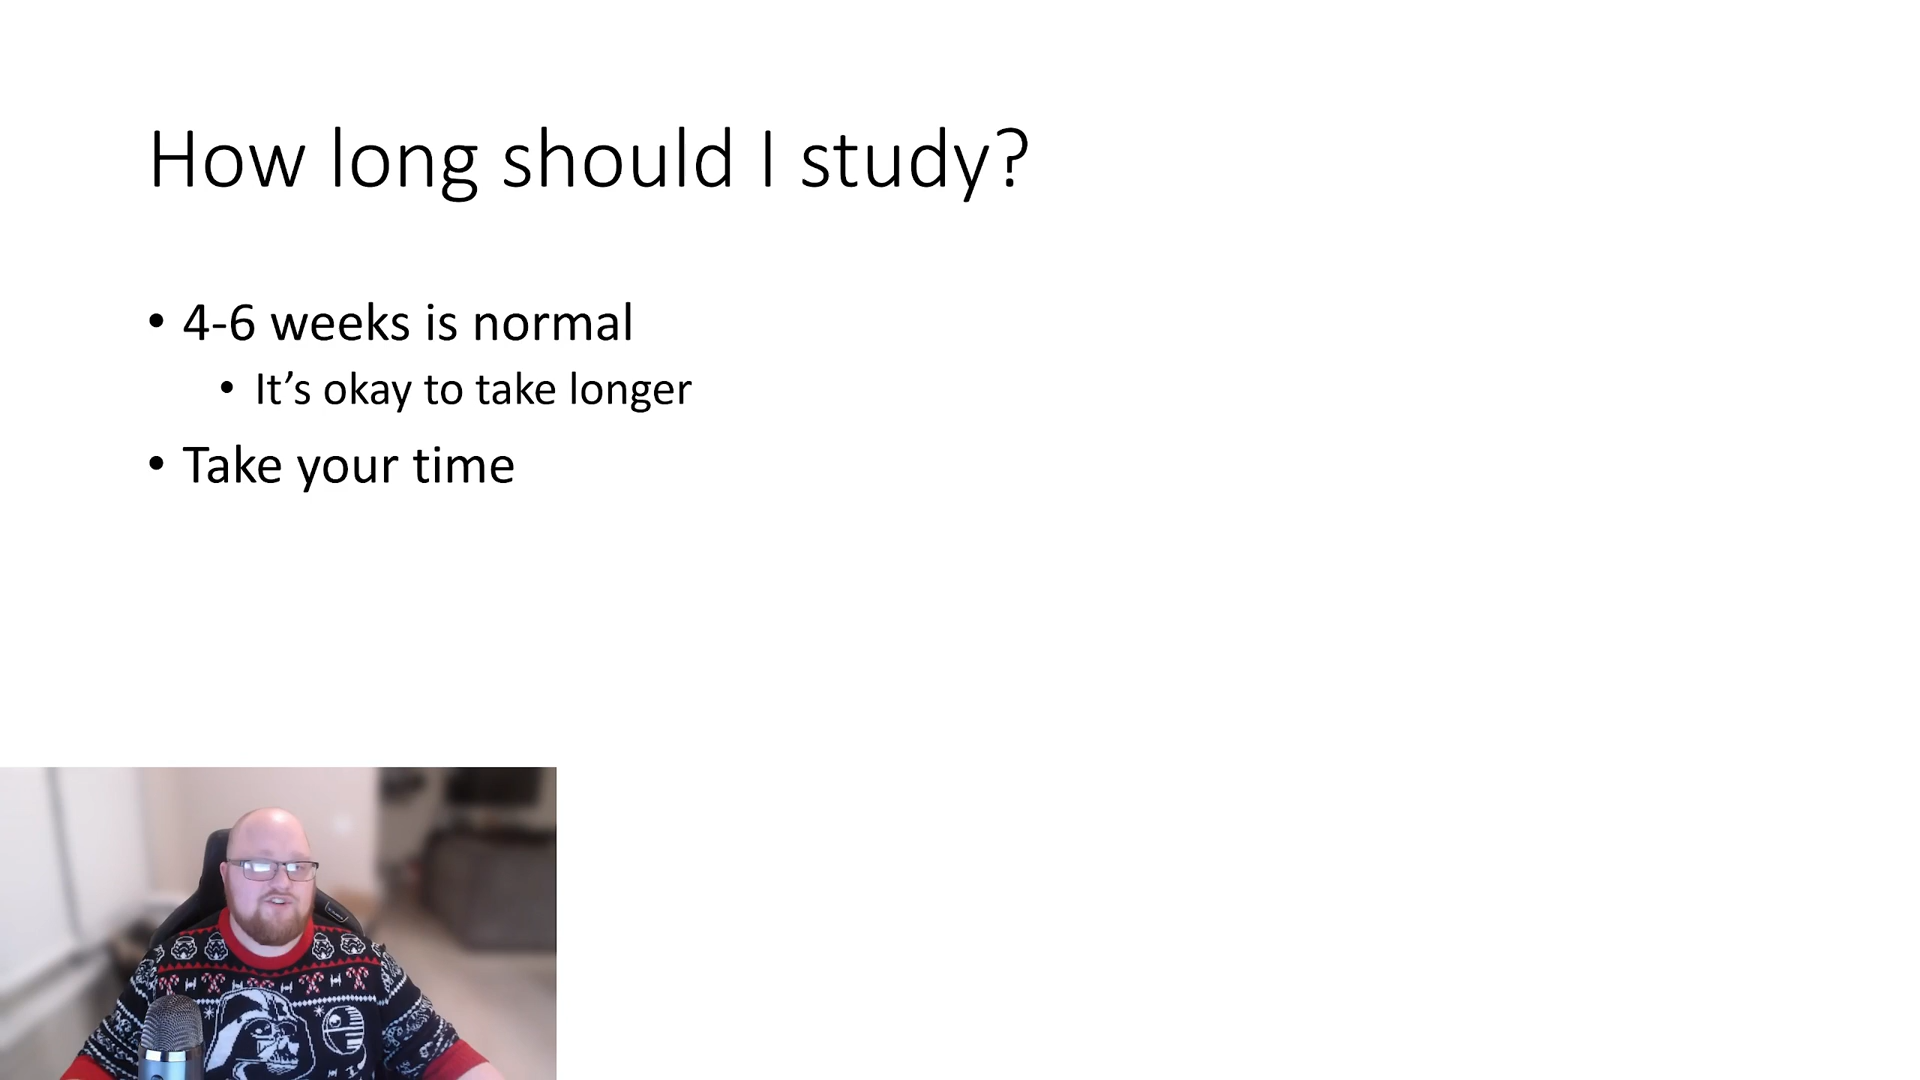 How long should I study?
• 4-6 weeks is normal
• It’s okay to take longer
• Take your time